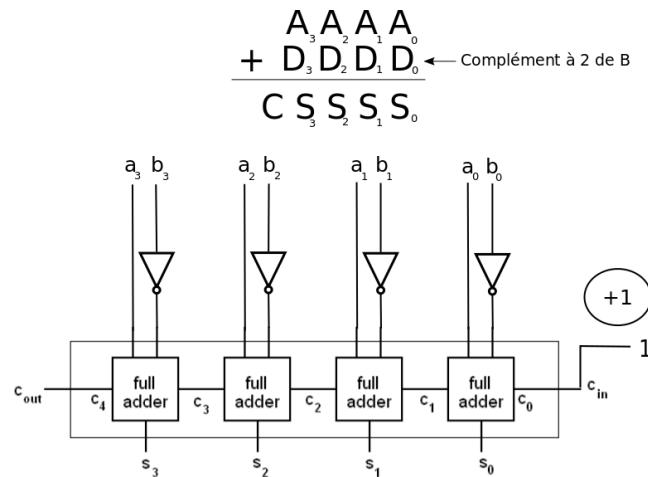 A₃ A₂ A₁ A₀
+ D₃ D₂ D₁ D₀ Complément à 2 de B
C S₃ S₂ S₁ S₀
a₃ b₃ a₂ b₂ a₁ b₁ a₀ b₀
+1
1
full adder full adder full adder full adder
c_out c₄ c₃ c₂ c₁ c₀ c_in
s₃ s₂ s₁ s₀